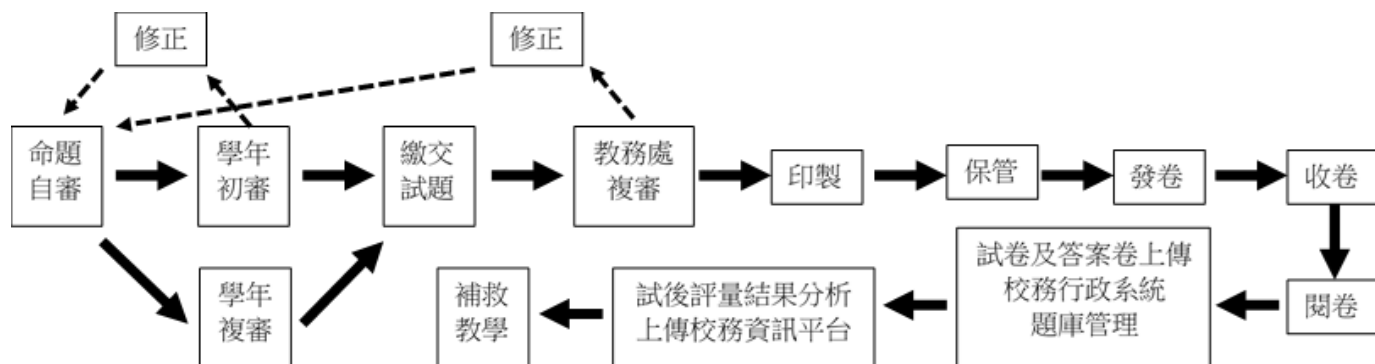 修正
修正
命題
自審
學年
初審
繳交
試題
教務處
複審
印製
保管
發卷
收卷
學年
複審
補救
教學
試後評量結果分析
上傳校務資訊平台
試卷及答案卷上傳
校務行政系統
題庫管理
閱卷